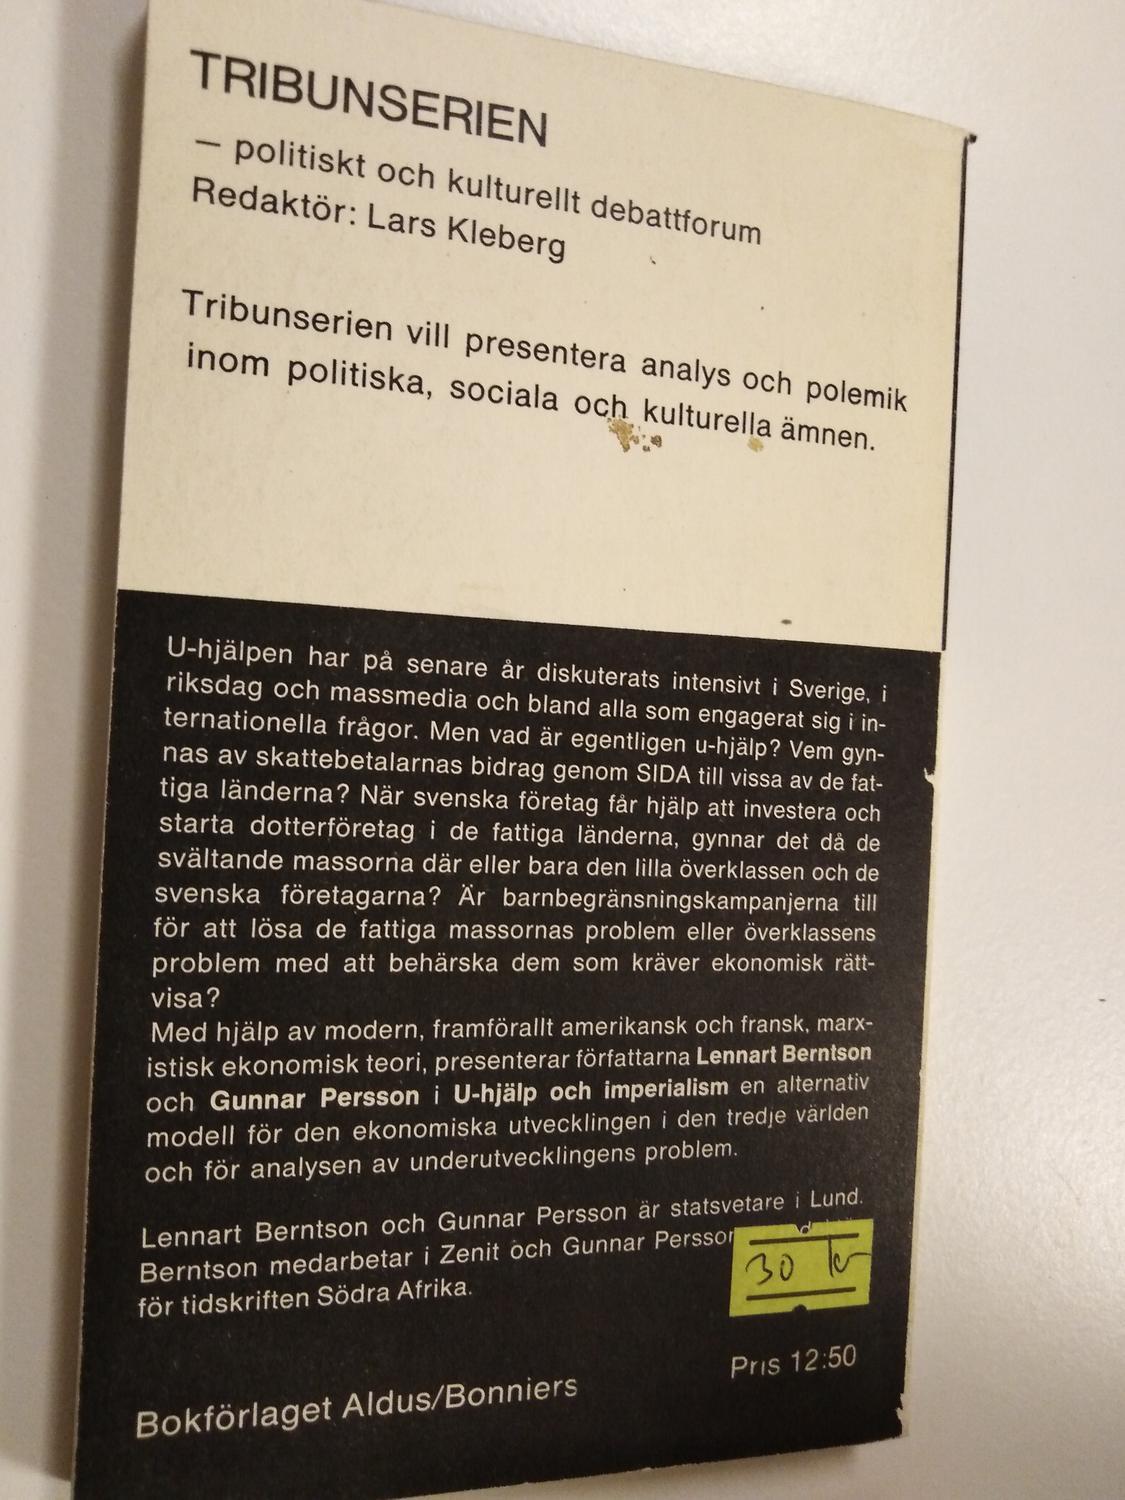 TRIBUNSERIEN
– politiskt och kulturellt debattforum
Redaktör: Lars Kleberg
Tribunserien vill presentera analys och polemik
inom politiska, sociala och kulturella ämnen.
U-hjälpen har på senare år diskuterats intensivt i Sverige, i
riksdag och massmedia och bland alla som engagerat sig i in-
ternationella frågor. Men vad är egentligen u-hjälp? Vem gyn-
nas av skattebetalarnas bidrag genom SIDA till vissa av de fat-
tiga länderna? När svenska företag får hjälp att investera och
starta dotterföretag i de fattiga länderna, gynnar det då de
svältande massorna där eller bara den lilla överklassen och de
svenska företagarna? Är barnbegränsningskampanjerna till
för att lösa de fattiga massornas problem eller överklassens
problem med att behärska dem som kräver ekonomisk rätt-
visa?
Med hjälp av modern, framförallt amerikansk och fransk, marx-
istisk ekonomisk teori, presenterar författarna Lennart Berntson
och Gunnar Persson i U-hjälp och imperialism en alternativ
modell för den ekonomiska utvecklingen i den tredje världen
och för analysen av underutvecklingens problem.
Lennart Berntson och Gunnar Persson är statsvetare i Lund.
Berntson medarbetar i Zenit och Gunnar Persson
för tidskriften Södra Afrika.
30 kr
Pris 12:50
Bokförlaget Aldus/Bonniers